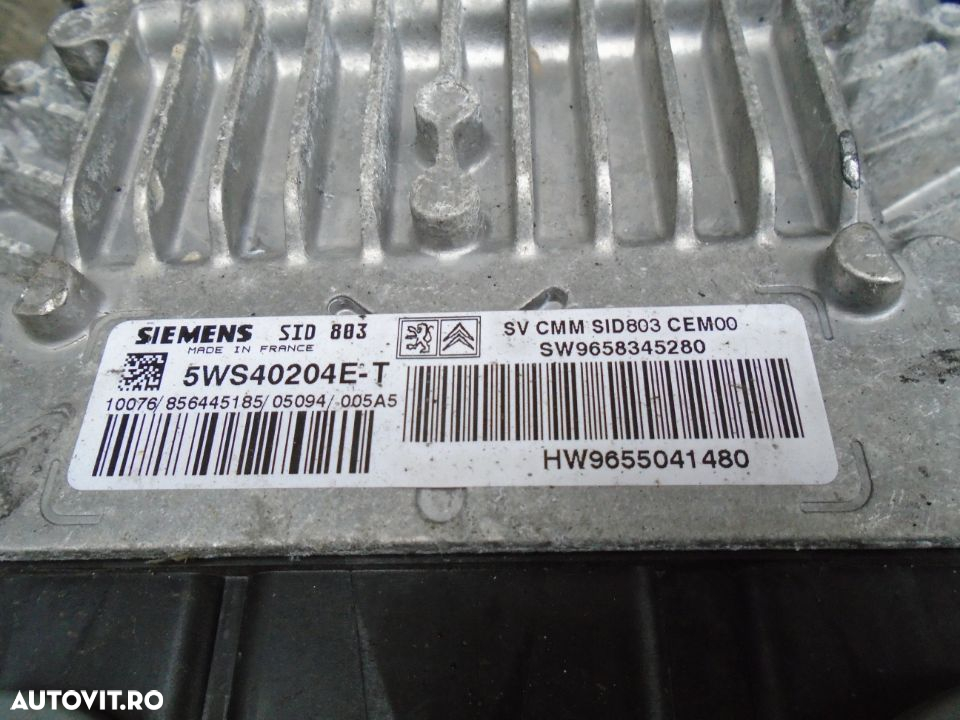 SIEMENS SID 803
MADE IN FRANCE
5WS40204E-T
10076/856445185/05094/005A5
SV CMM SID803 CEM00
SW9658345280
HW9655041480
AUTOVIT.RO